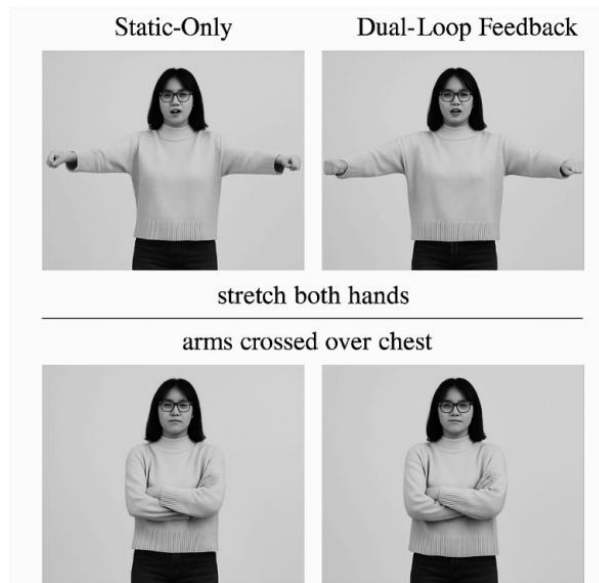 Static-Only
Dual-Loop Feedback
stretch both hands
arms crossed over chest